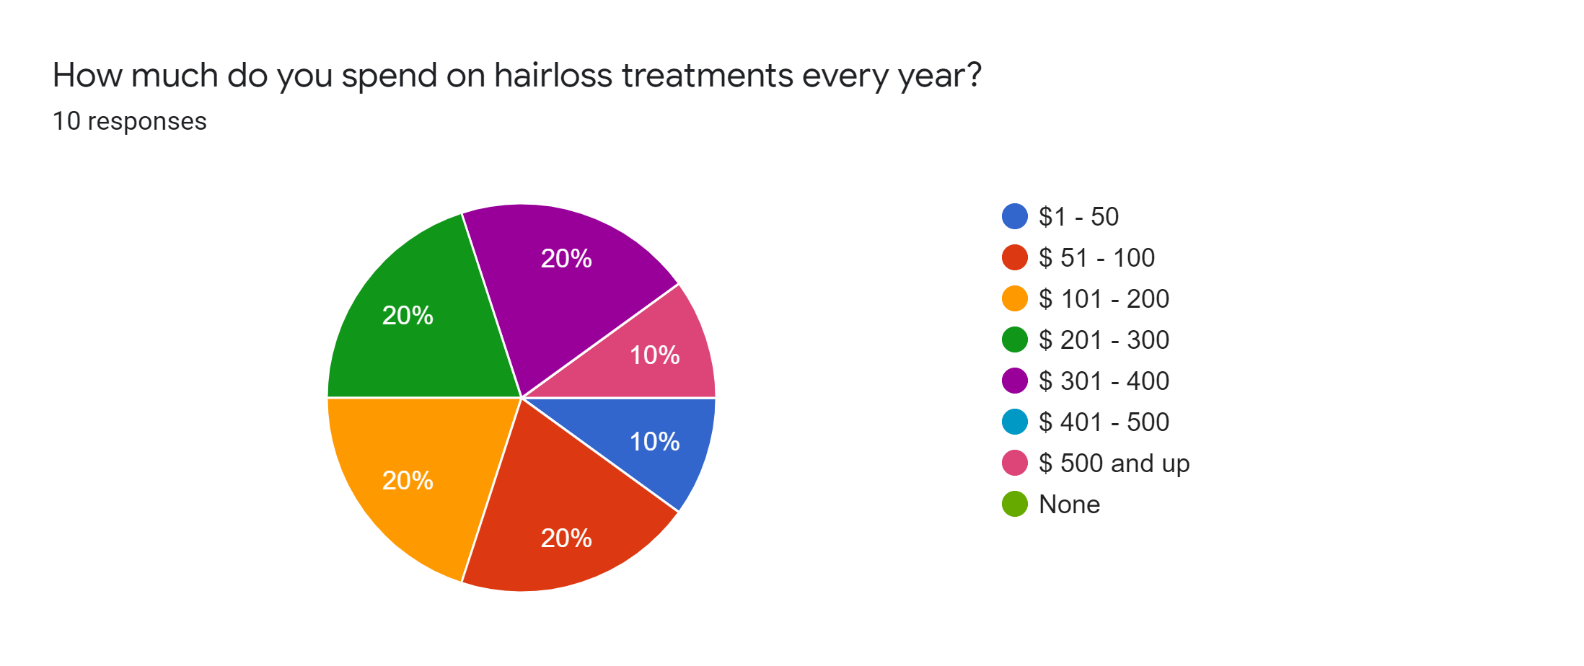 How much do you spend on hairloss treatments every year?
10 responses
20%
20%
10%
10%
20%
20%
$1 - 50
$ 51 - 100
$ 101 - 200
$ 201 - 300
$ 301 - 400
$ 401 - 500
$ 500 and up
None